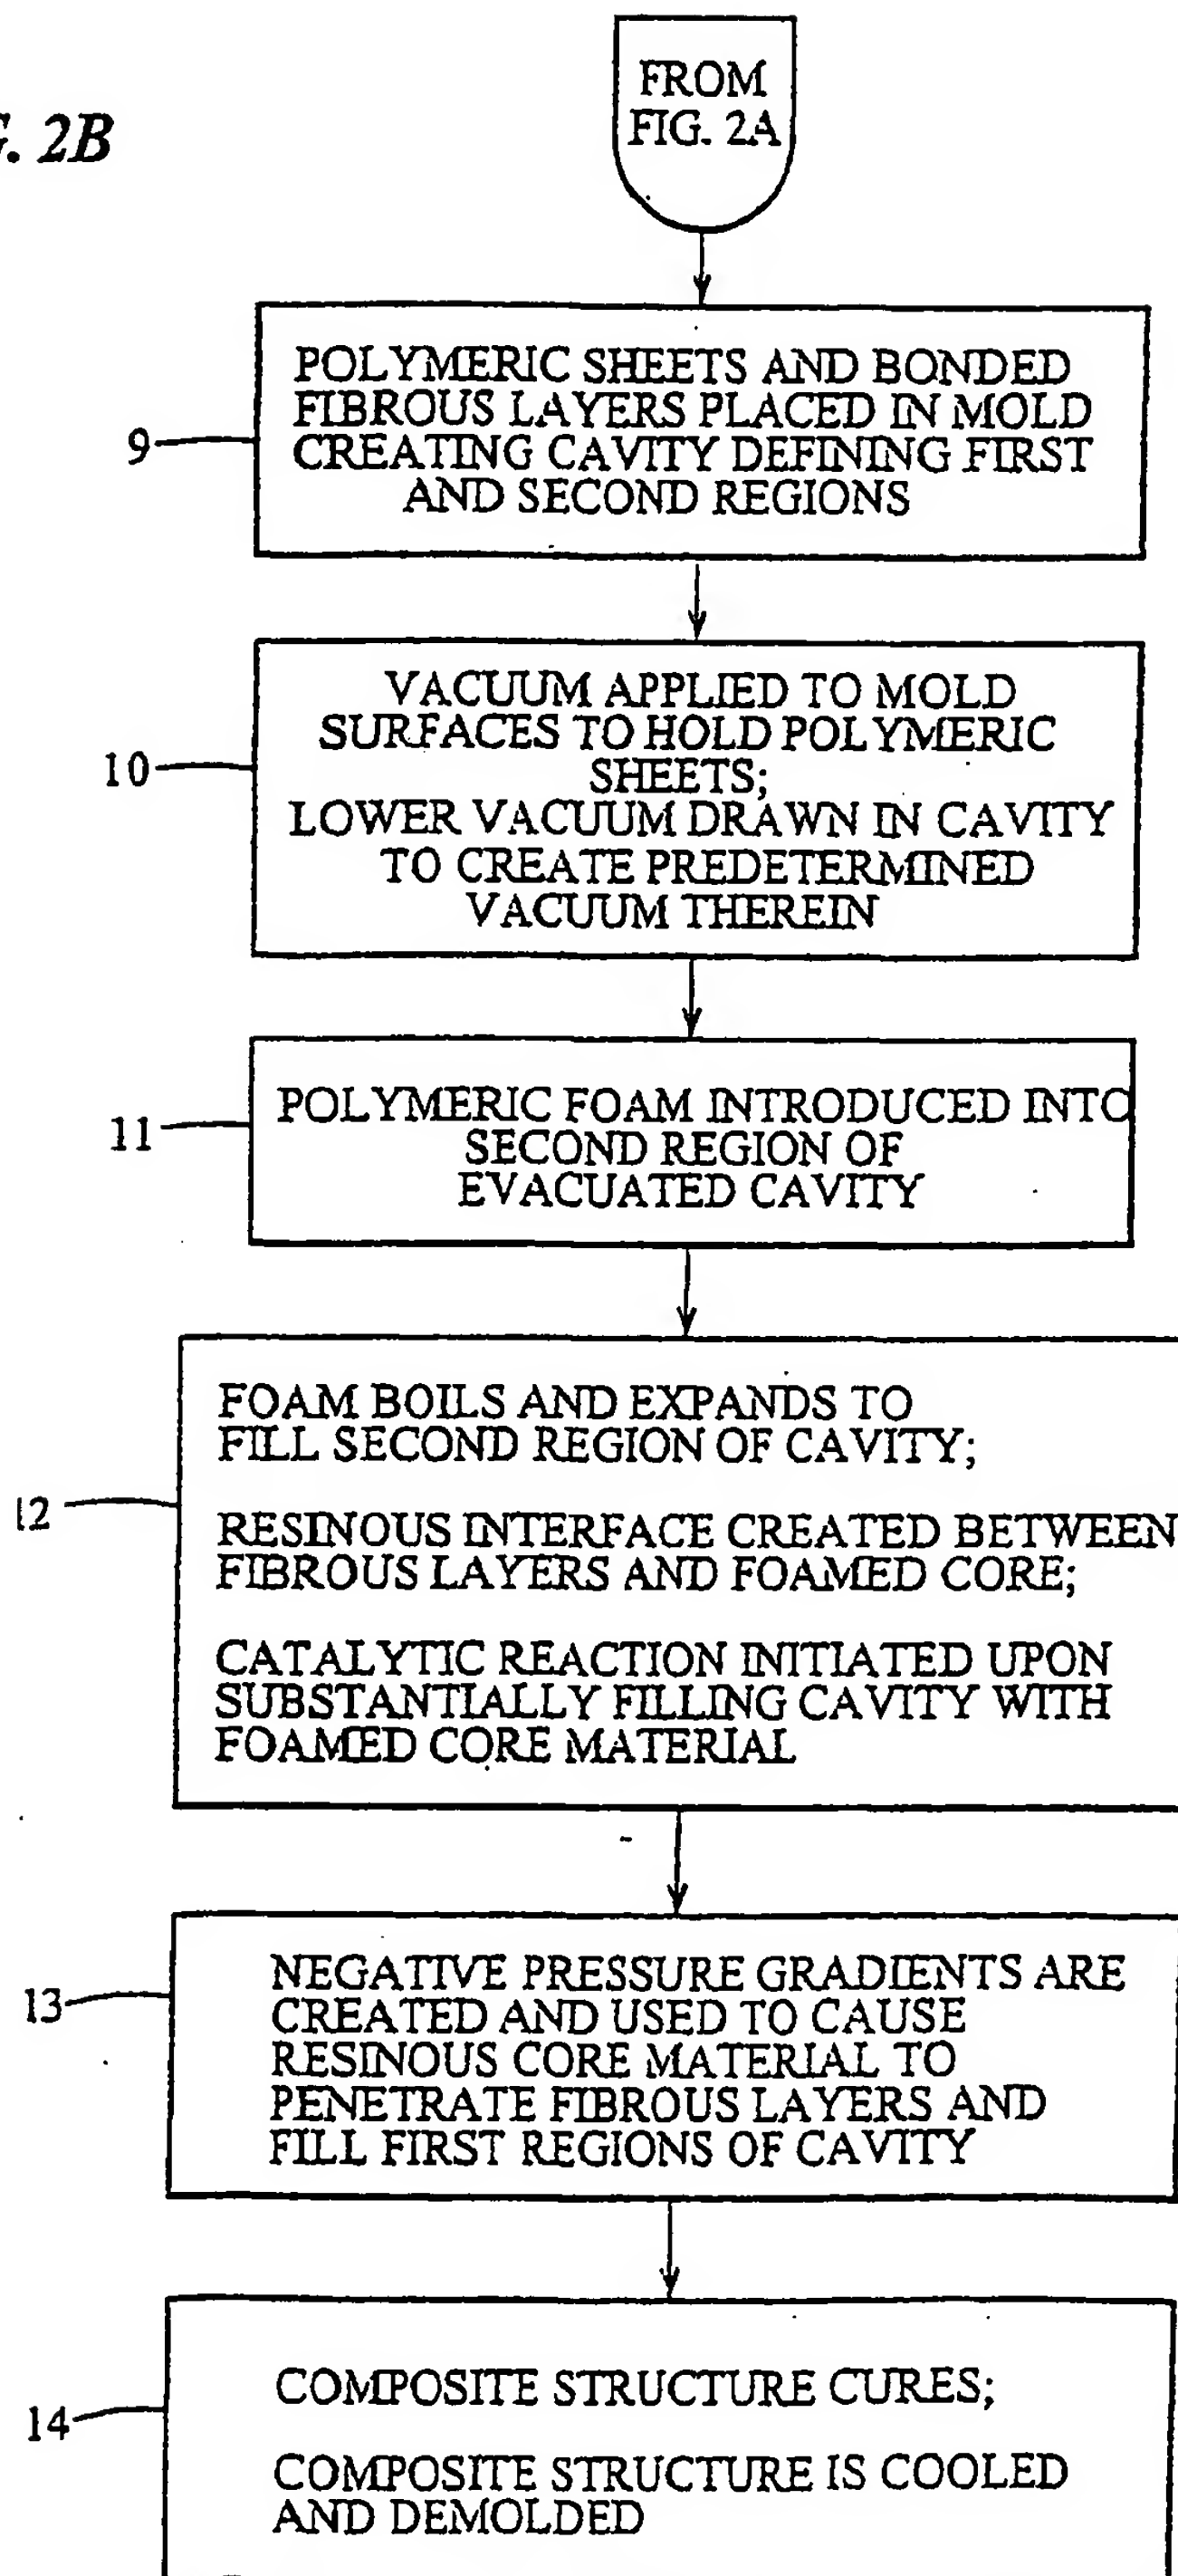 G. 2B
FROM
FIG. 2A
9
POLYMERIC SHEETS AND BONDED
FIBROUS LAYERS PLACED IN MOLD
CREATING CAVITY DEFINING FIRST
AND SECOND REGIONS
10
VACUUM APPLIED TO MOLD
SURFACES TO HOLD POLYMERIC
SHEETS;
LOWER VACUUM DRAWN IN CAVITY
TO CREATE PREDETERMINED
VACUUM THEREIN
11
POLYMERIC FOAM INTRODUCED INTO
SECOND REGION OF
EVACUATED CAVITY
12
FOAM BOILS AND EXPANDS TO
FILL SECOND REGION OF CAVITY;
RESINOUS INTERFACE CREATED BETWEEN
FIBROUS LAYERS AND FOAMED CORE;
CATALYTIC REACTION INITIATED UPON
SUBSTANTIALLY FILLING CAVITY WITH
FOAMED CORE MATERIAL
13
NEGATIVE PRESSURE GRADIENTS ARE
CREATED AND USED TO CAUSE
RESINOUS CORE MATERIAL TO
PENETRATE FIBROUS LAYERS AND
FILL FIRST REGIONS OF CAVITY
14
COMPOSITE STRUCTURE CURES;
COMPOSITE STRUCTURE IS COOLED
AND DEMOLDED